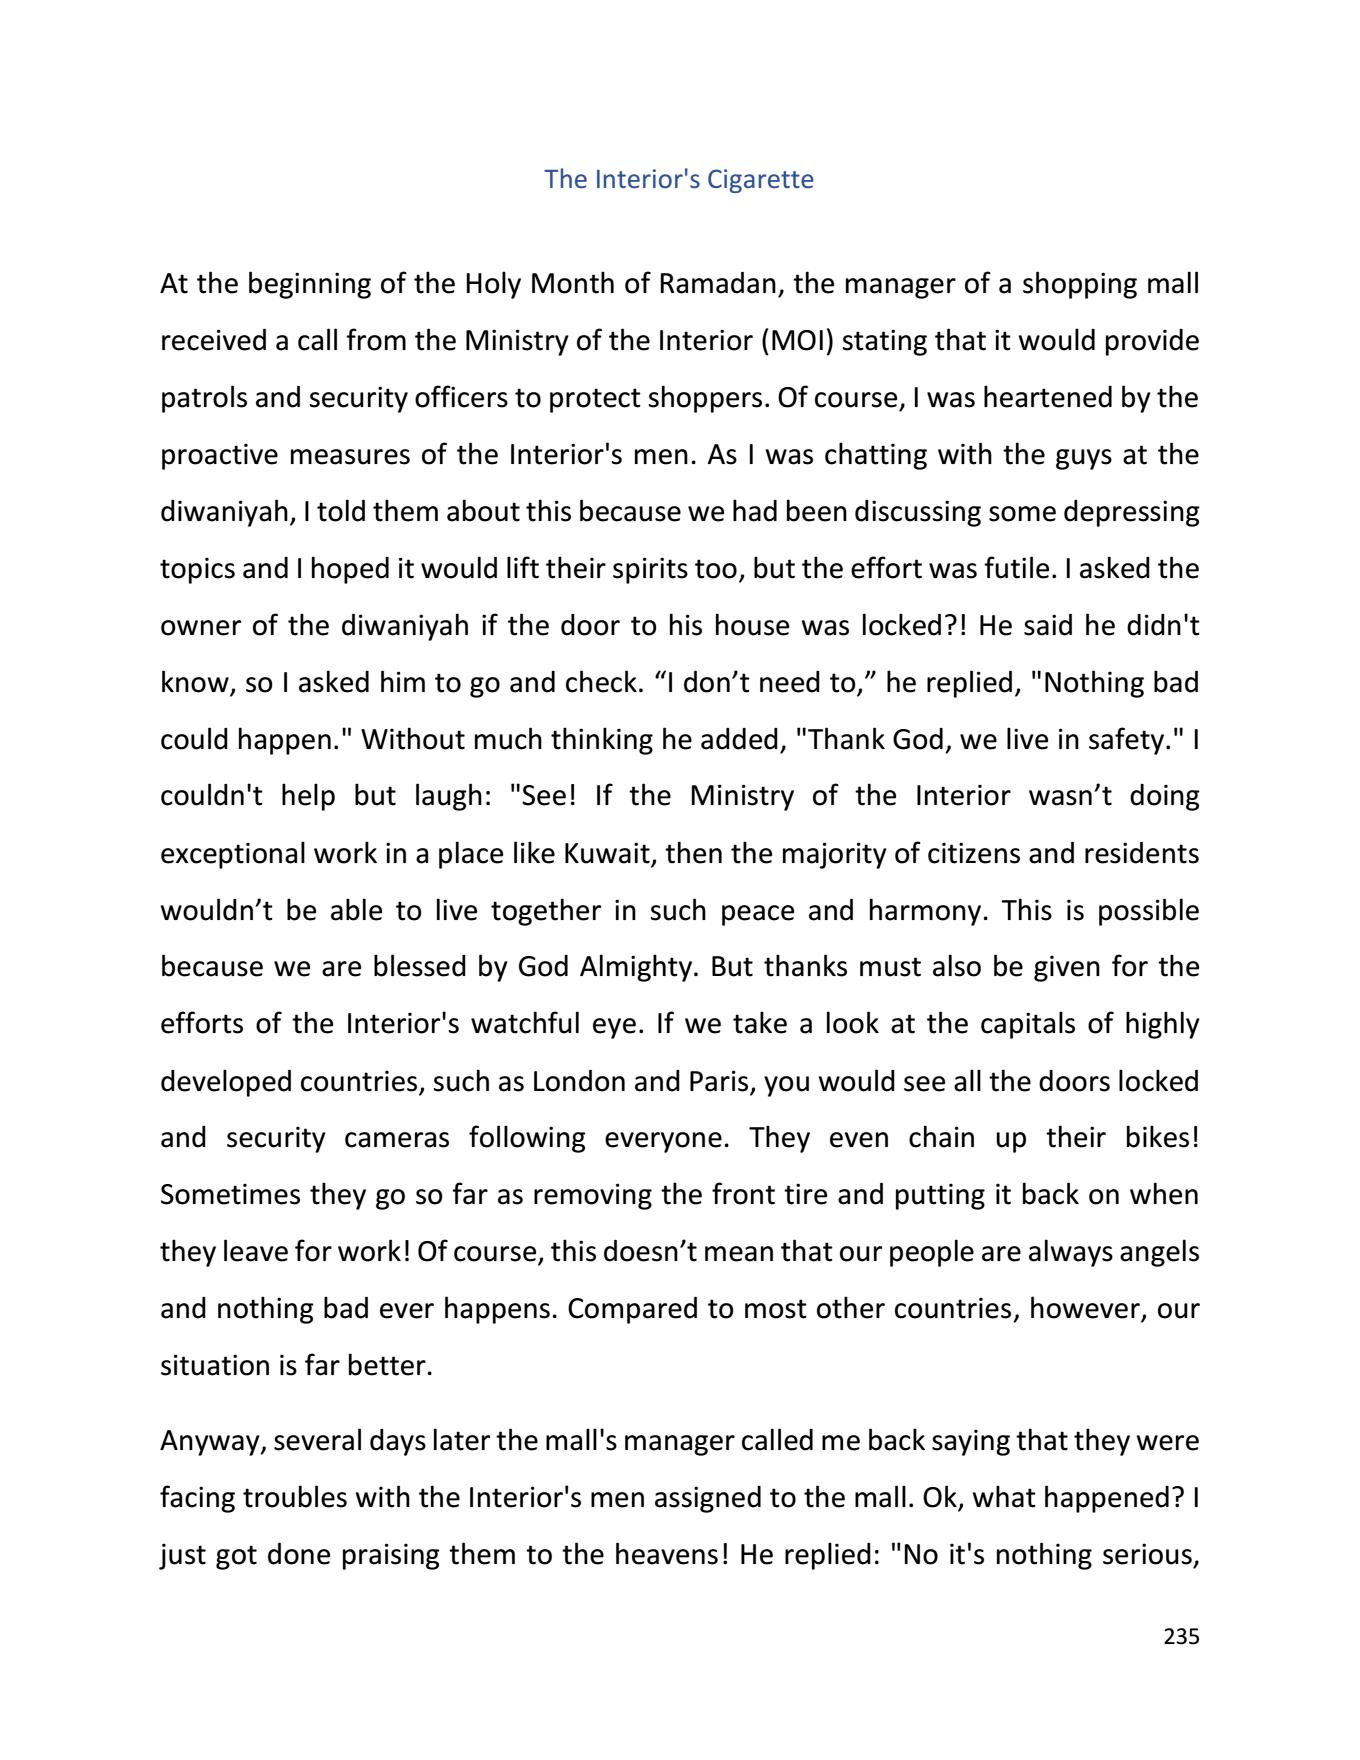 The Interior's Cigarette
At the beginning of the Holy Month of Ramadan, the manager of a shopping mall
received a call from the Ministry of the Interior (MOI) stating that it would provide
patrols and security officers to protect shoppers. Of course, I was heartened by the
proactive measures of the Interior's men. As I was chatting with the guys at the
diwaniyah, I told them about this because we had been discussing some depressing
topics and I hoped it would lift their spirits too, but the effort was futile. I asked the
owner of the diwaniyah if the door to his house was locked?! He said he didn't
know, so I asked him to go and check. “I don’t need to,” he replied, "Nothing bad
could happen." Without much thinking he added, "Thank God, we live in safety." I
couldn't help but laugh: "See! If the Ministry of the Interior wasn’t doing
exceptional work in a place like Kuwait, then the majority of citizens and residents
wouldn’t be able to live together in such peace and harmony. This is possible
because we are blessed by God Almighty. But thanks must also be given for the
efforts of the Interior's watchful eye. If we take a look at the capitals of highly
developed countries, such as London and Paris, you would see all the doors locked
and security cameras following everyone. They even chain up their bikes!
Sometimes they go so far as removing the front tire and putting it back on when
they leave for work! Of course, this doesn’t mean that our people are always angels
and nothing bad ever happens. Compared to most other countries, however, our
situation is far better.
Anyway, several days later the mall's manager called me back saying that they were
facing troubles with the Interior's men assigned to the mall. Ok, what happened? I
just got done praising them to the heavens! He replied: "No it's nothing serious,
235